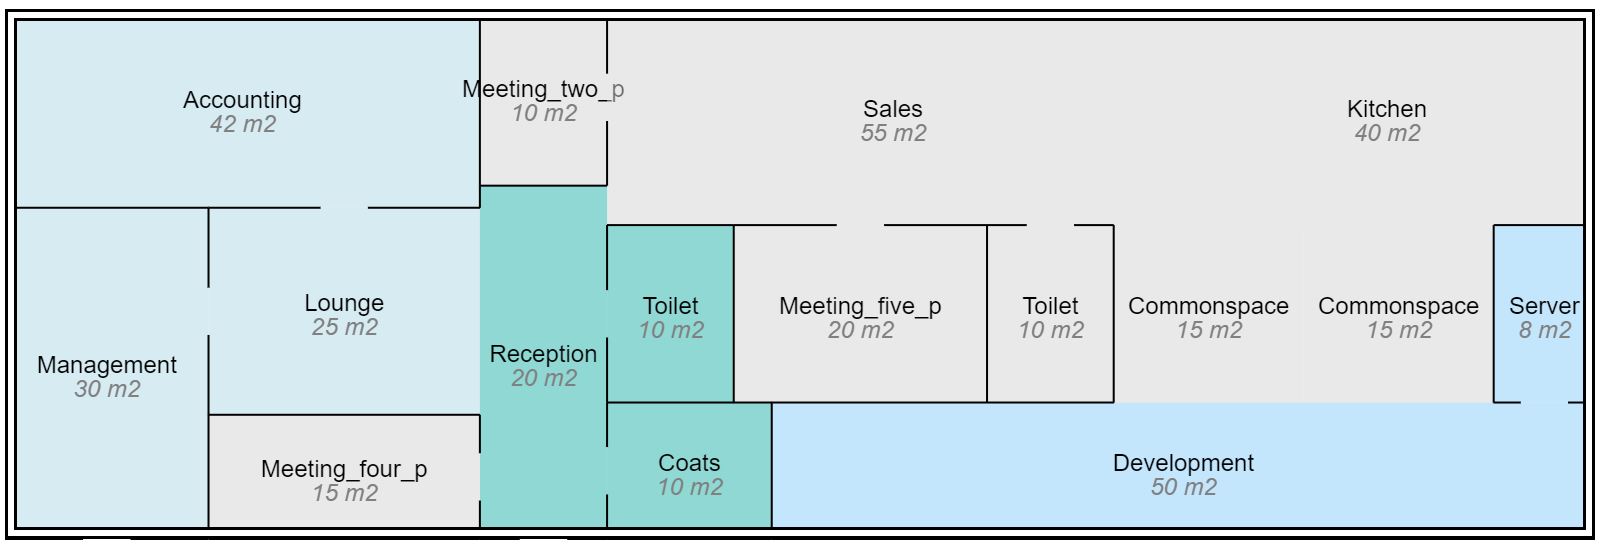 Accounting
42 m2
Meeting_two_p
10 m2
Sales
55 m2
Kitchen
40 m2
Management
30 m2
Lounge
25 m2
Meeting_four_p
15 m2
Reception
20 m2
Toilet
10 m2
Meeting_five_p
20 m2
Toilet
10 m2
Commonspace
15 m2
Commonspace
15 m2
Server
8 m2
Coats
10 m2
Development
50 m2